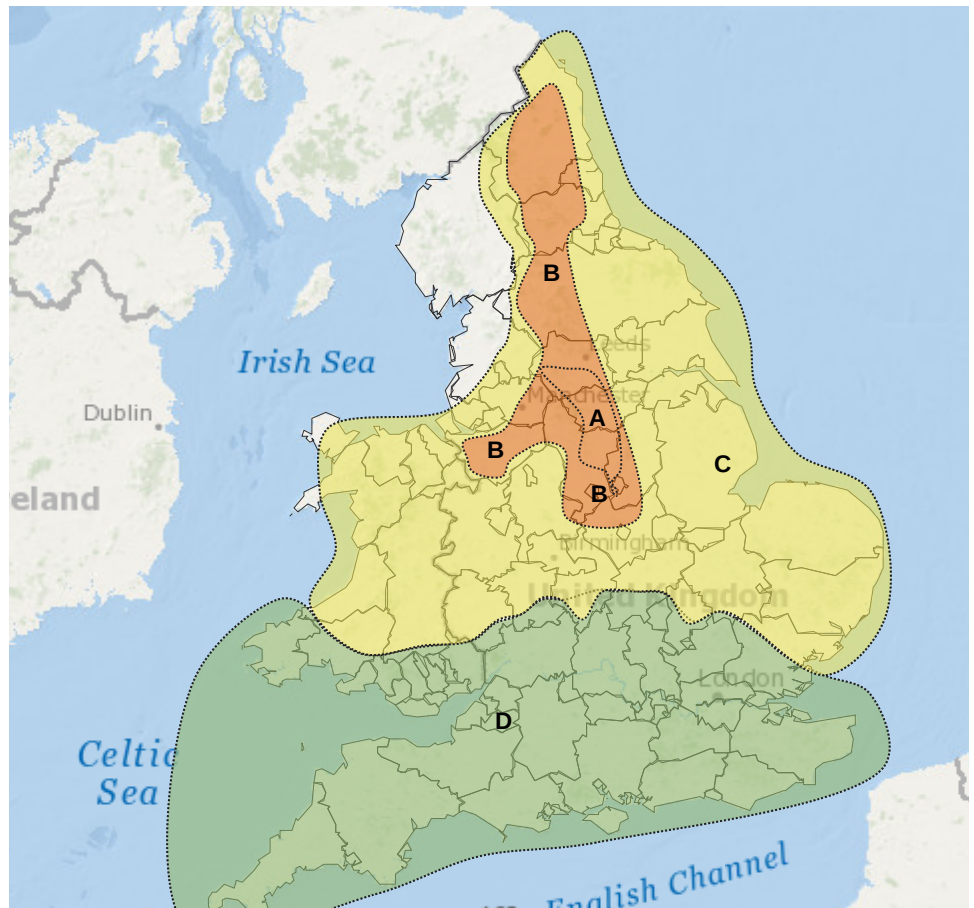 B
Leeds
Irish Sea
Manchester
Dublin
A
B
C
eland
B
Birmingham
United Kingdom
London
D
Celtic
Sea
English Channel